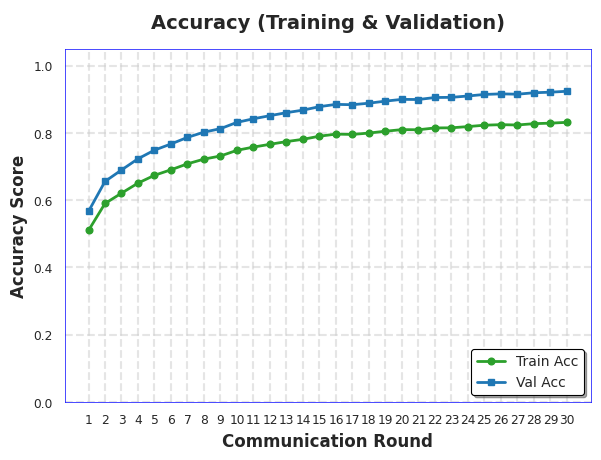 Accuracy (Training & Validation)
Accuracy Score
1.0
0.8
0.6
0.4
0.2
0.0
Train Acc
Val Acc
1 2 3 4 5 6 7 8 9 10 11 12 13 14 15 16 17 18 19 20 21 22 23 24 25 26 27 28 29 30
Communication Round